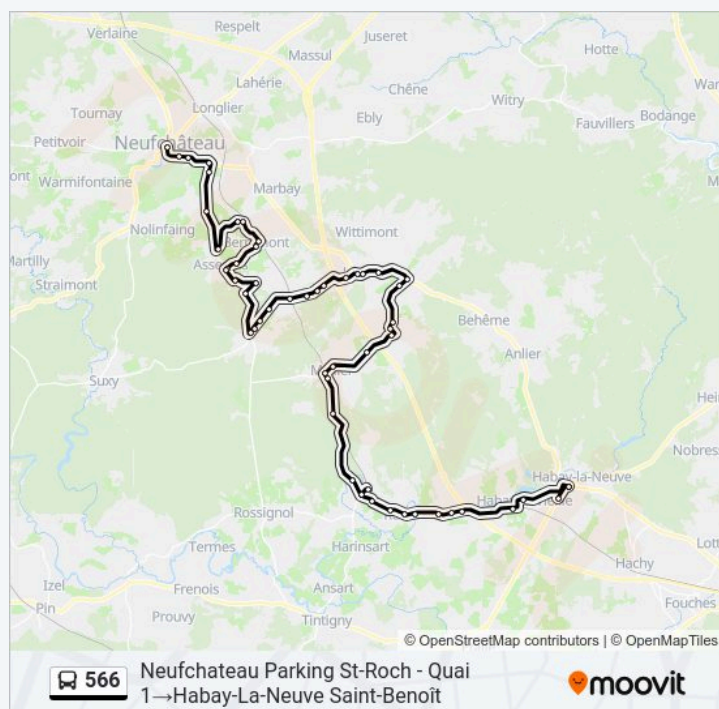 Verlaine
Respelt
Juseret
Hotte
Massul
Lahérie
Chêne
Witry
Tournay
Longlier
Ebly
Fauvillers
Bodange
Petitvoir
Neufchâteau
Marbay
Warmifontaine
Nolinfaing
Wittimont
Martilly
Straimont
Behême
Anlier
Suxy
Habay-la-Neuve
Nobress
Rossignol
Harinsart
Hachy
Termes
Ansart
Izel
Frenois
Fouches
Pin
Prouvy
Tintigny
© OpenStreetMap contributors | © OpenMapTiles
566 Neufchateau Parking St-Roch - Quai
1→Habay-La-Neuve Saint-Benoît
moovit